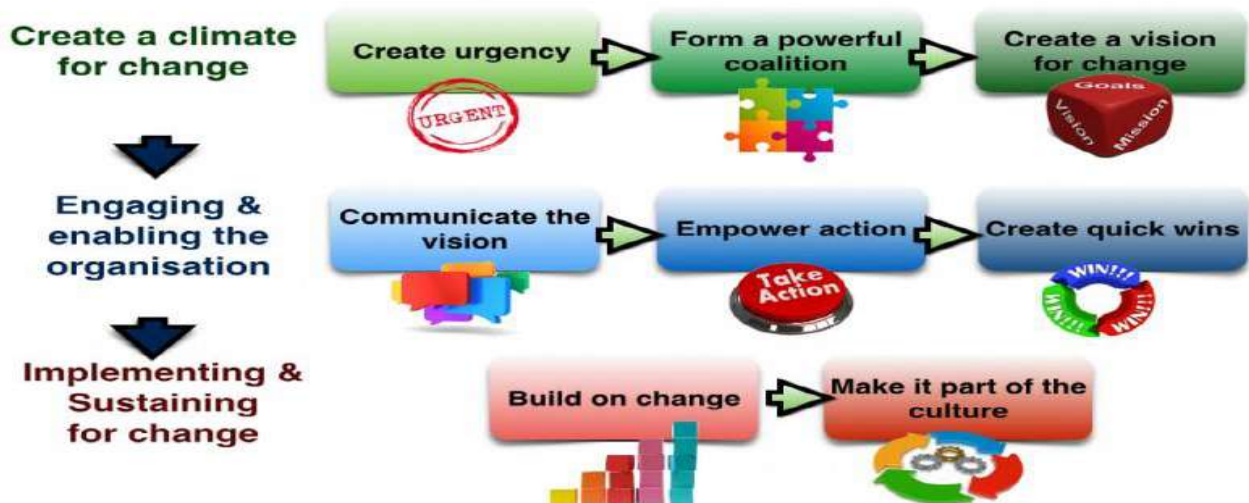 Create a climate
for change
Create urgency
URGENT
Form a powerful
coalition
Create a vision
for change
Goals
Vision
Mission
Engaging &
enabling the
organisation
Communicate the
vision
Empower action
Take
Action
Create quick wins
WIN!!!
WIN!!!
WIN!!!
Implementing &
Sustaining
for change
Build on change
Make it part of the
culture